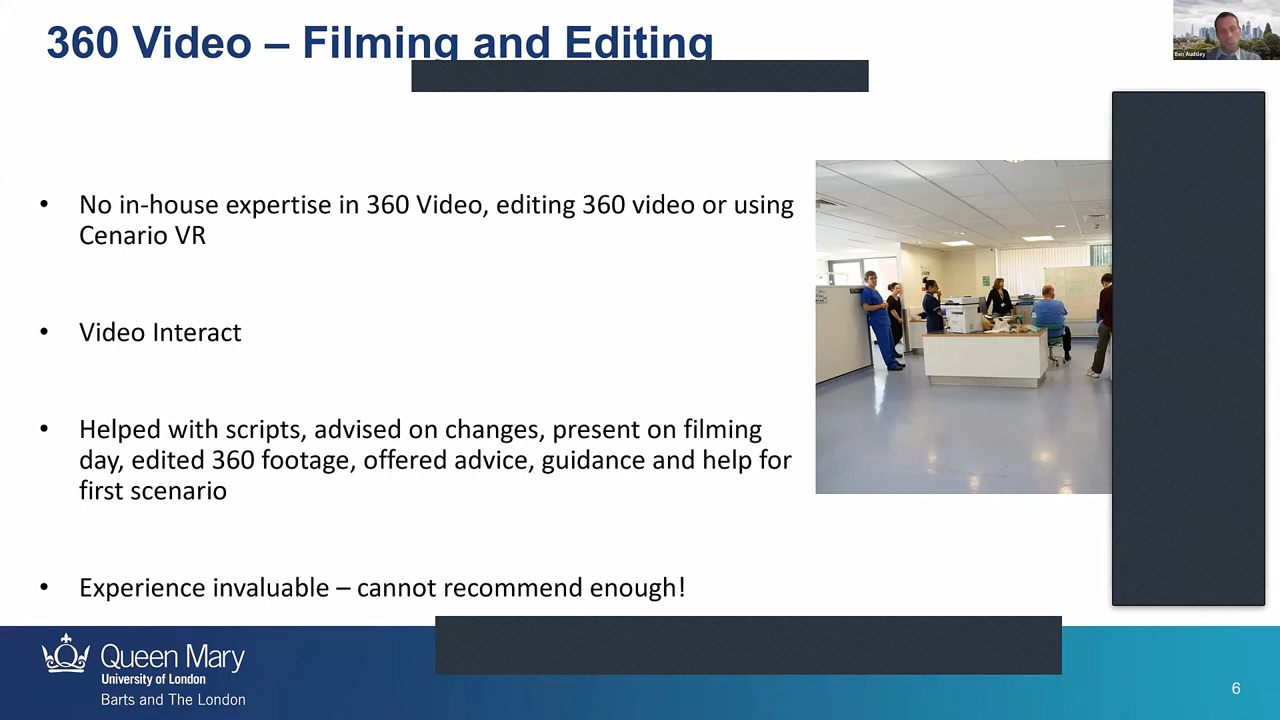 360 Video – Filming and Editing
Ben Audsley
• No in-house expertise in 360 Video, editing 360 video or using
Cenario VR
• Video Interact
• Helped with scripts, advised on changes, present on filming
day, edited 360 footage, offered advice, guidance and help for
first scenario
• Experience invaluable – cannot recommend enough!
Queen Mary
University of London
Barts and The London
6